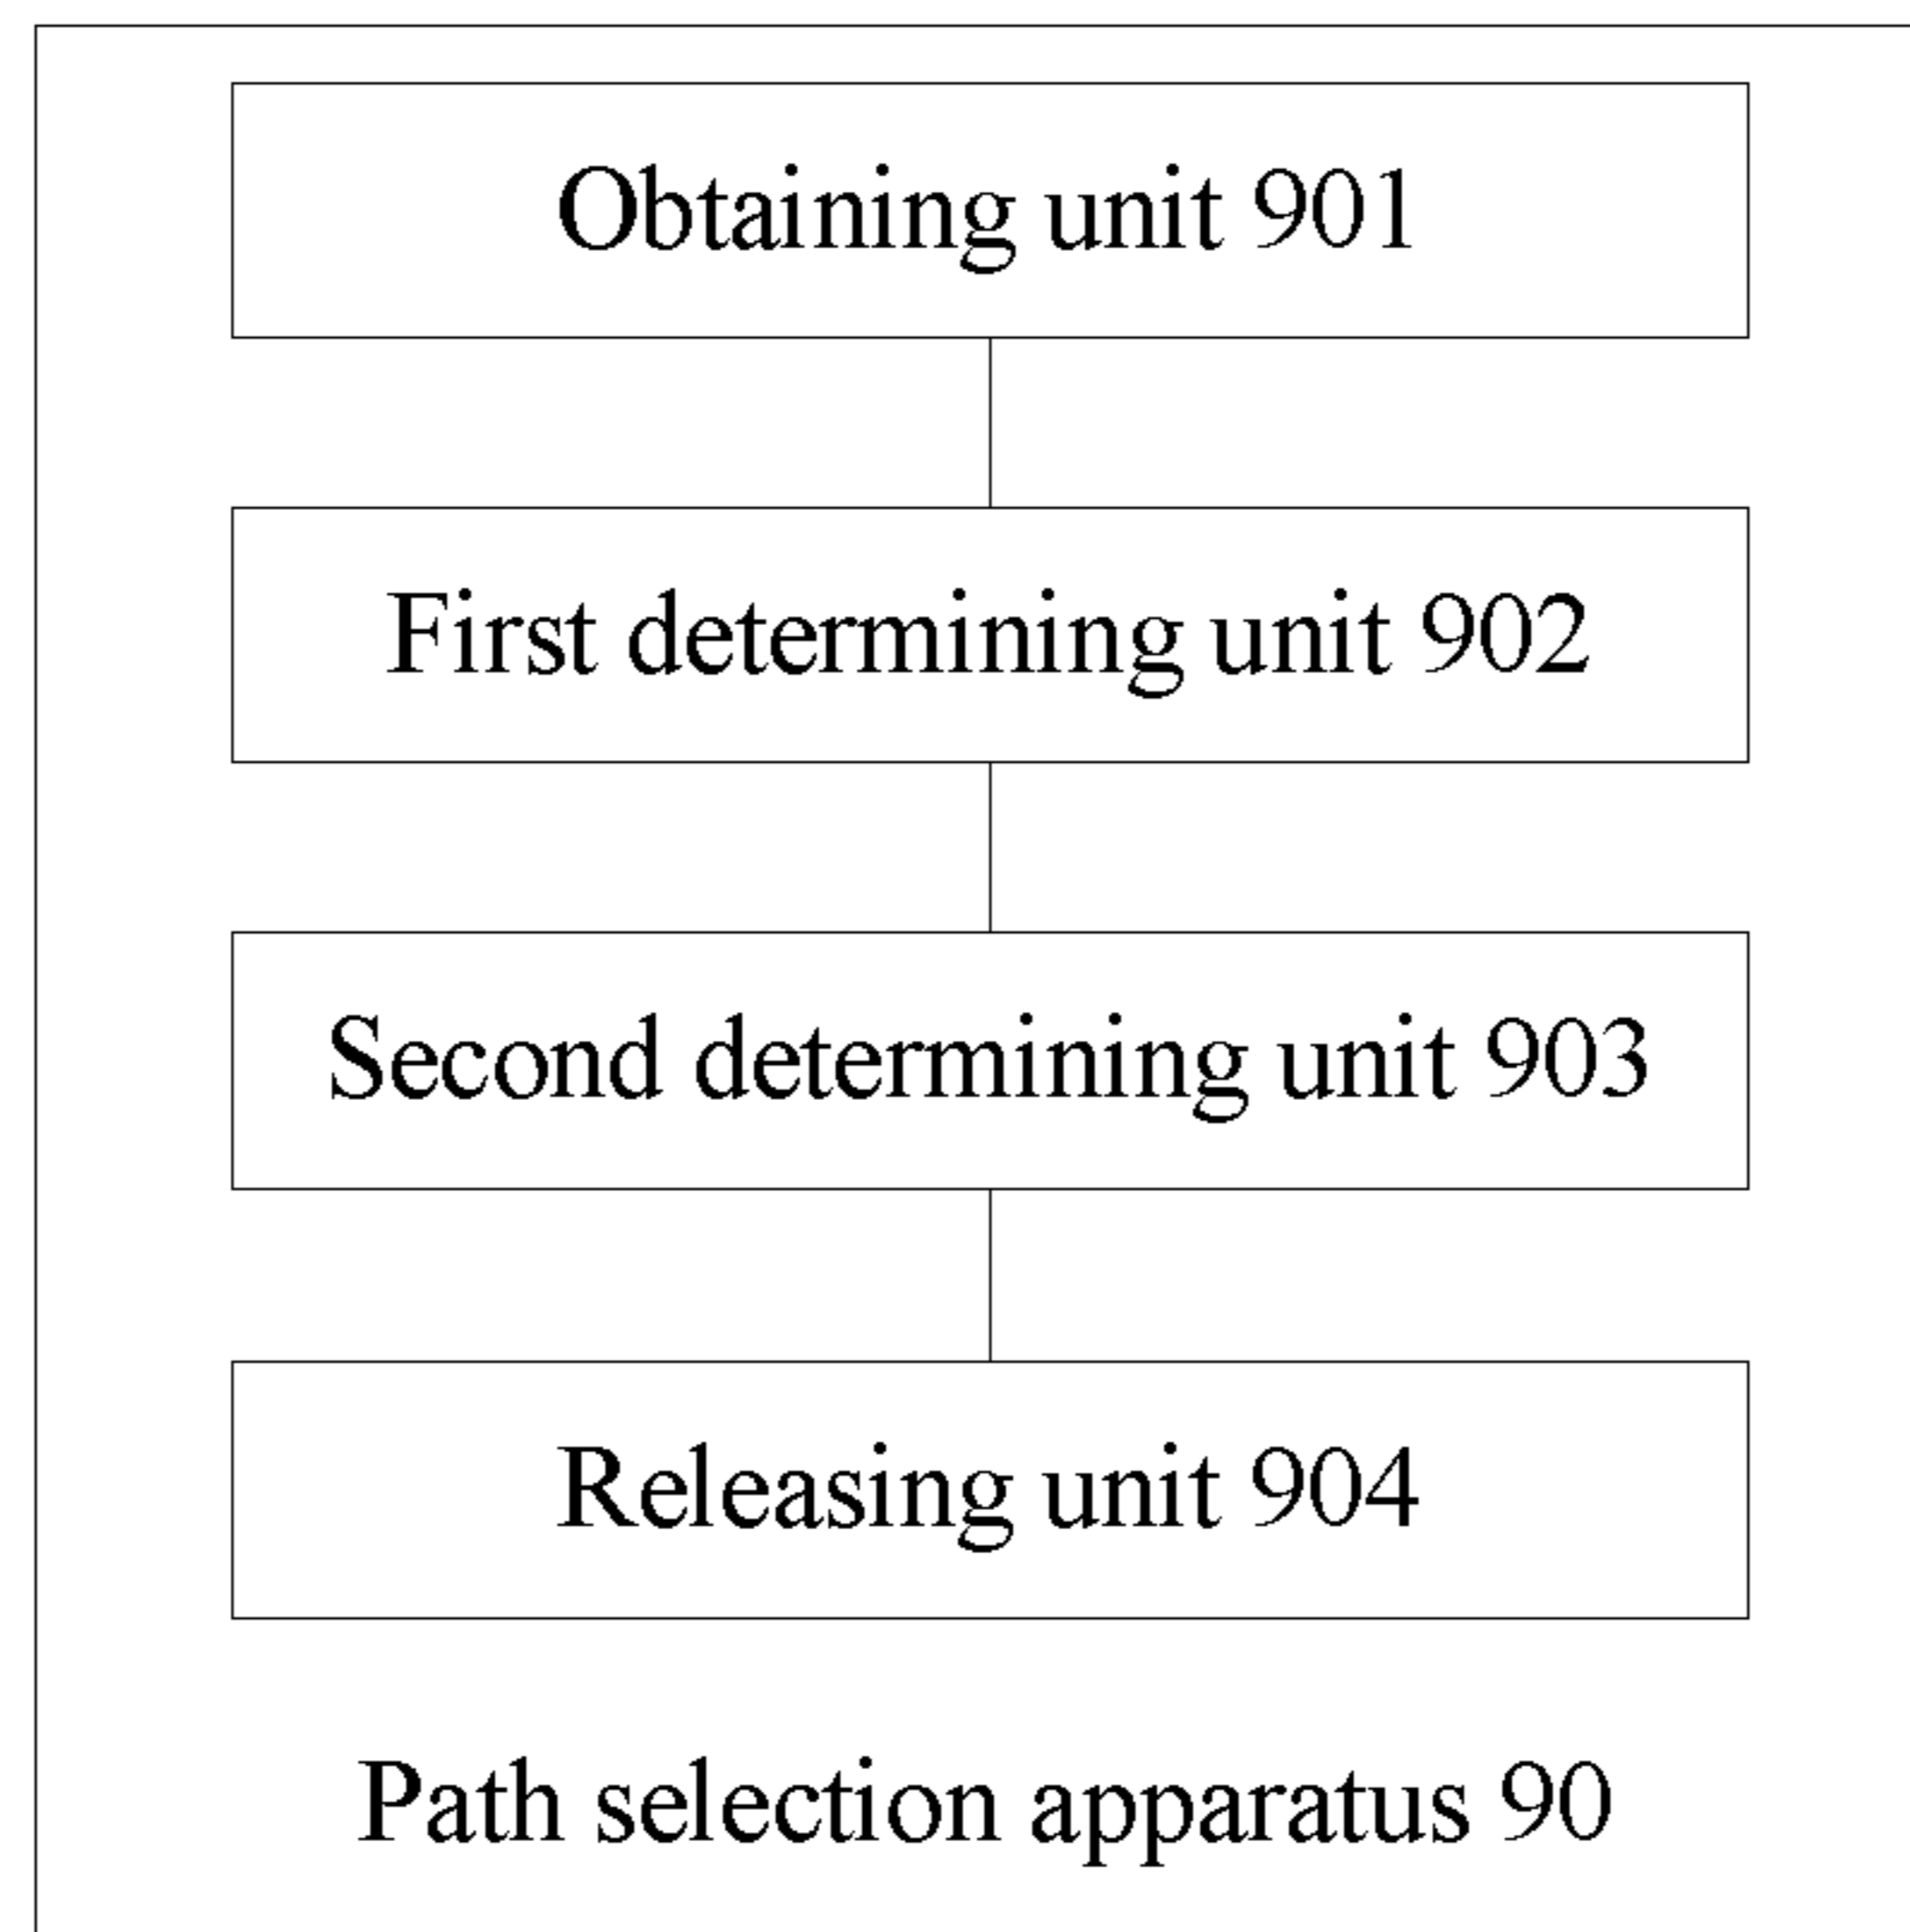 Obtaining unit 901
First determining unit 902
Second determining unit 903
Releasing unit 904
Path selection apparatus 90